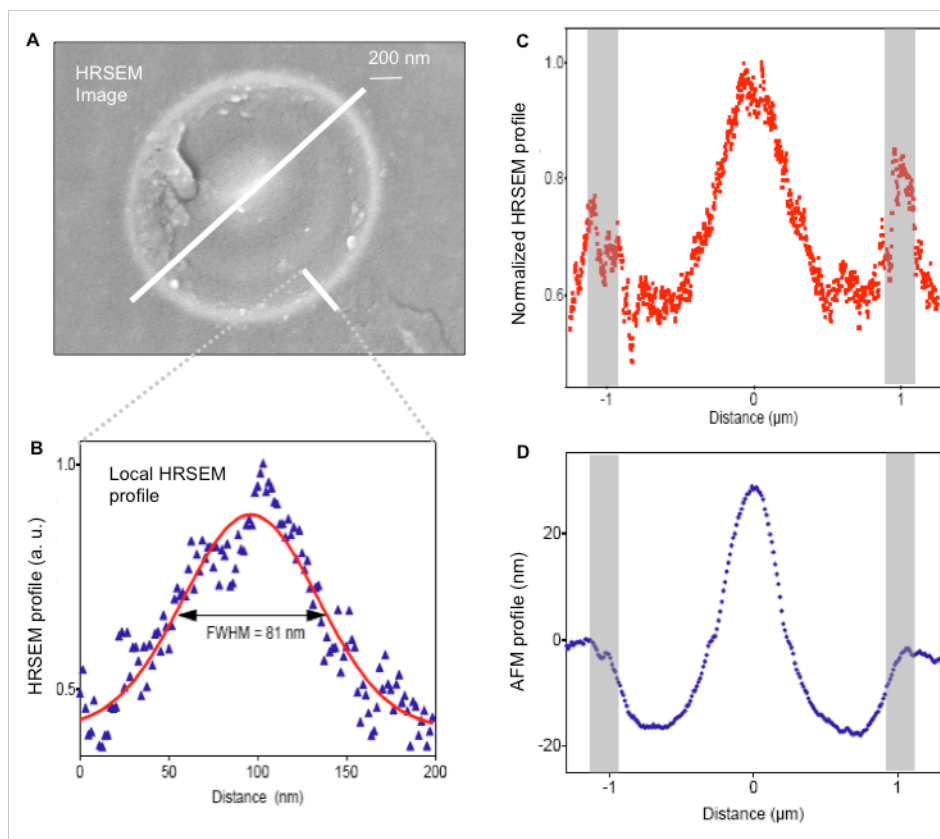 A
HRSEM
Image
200 nm
B
Local HRSEM
profile
HRSEM profile (a. u.)
1.0
0.5
FWHM = 81 nm
0
50
100
150
200
Distance (nm)
C
Normalized HRSEM profile
1.0
0.8
0.6
-1
0
1
Distance (µm)
D
AFM profile (nm)
20
0
-20
-1
0
1
Distance (µm)